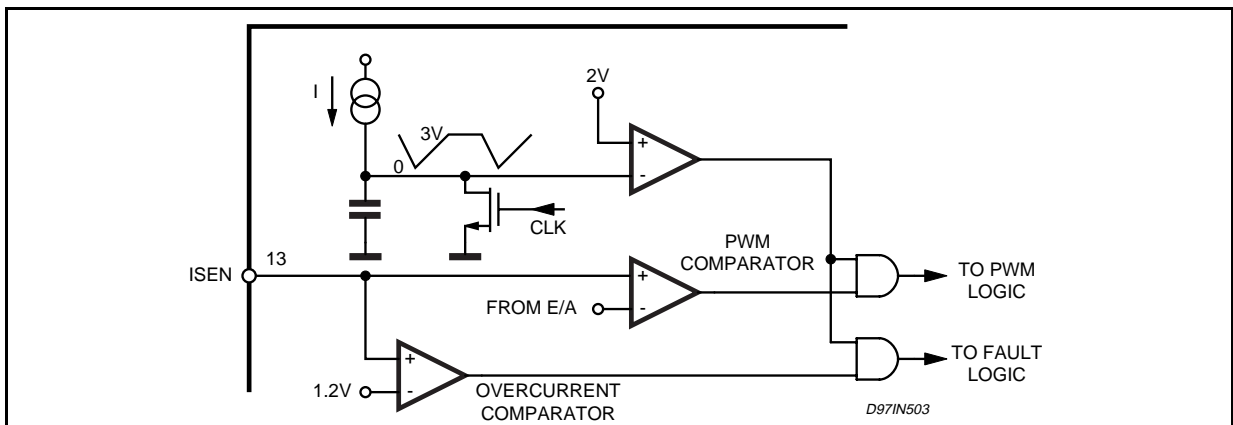 2V
I
3V
+
0
-
CLK
PWM
COMPARATOR
ISEN
13
+
TO PWM
LOGIC
FROM E/A
-
+
TO FAULT
LOGIC
1.2V
-
OVERCURRENT
COMPARATOR
D97IN503